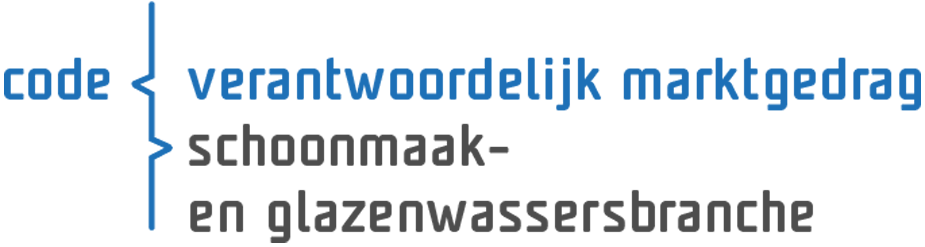 code verantwoordelijk marktgedrag
schoonmaak-
en glazenwassersbranche